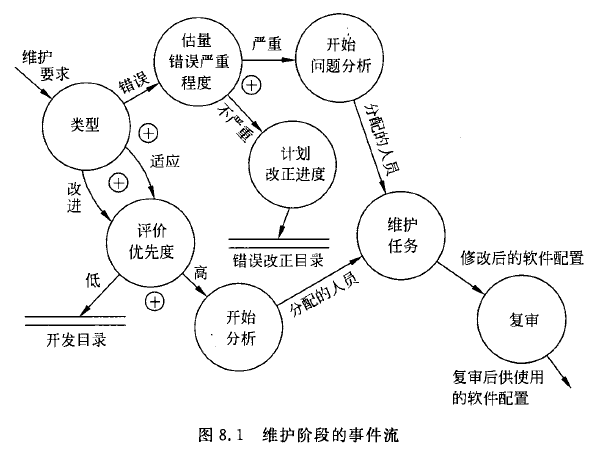 维护
要求
类型
错误
估量
错误严重
程度
严重
开始
问题分析
不严重
计划
改正进度
错误改正目录
分配的人员
适应
改
进
评价
优先度
低
开发目录
高
开始
分析
分配的人员
维护
任务
修改后的软件配置
复审
复审后供使用
的软件配置
图 8.1 维护阶段的事件流